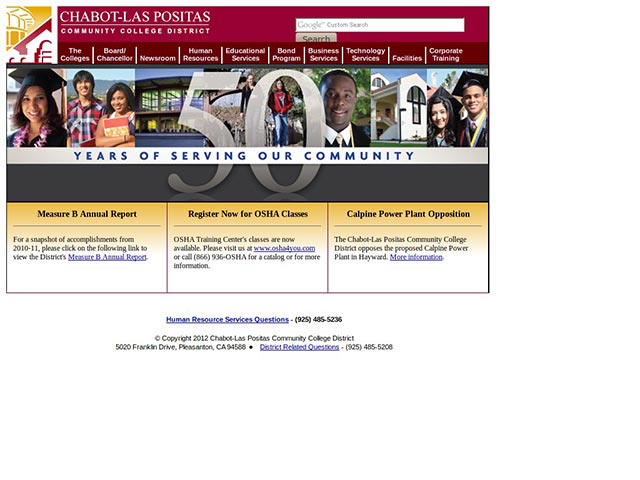 CHABOT-LAS POSITAS
COMMUNITY COLLEGE DISTRICT
Google™ Custom Search
Search
The Colleges
Board/ Chancellor
Newsroom
Human Resources
Educational Services
Bond Program
Business Services
Technology Services
Facilities
Corporate Training
50
YEARS OF SERVING OUR COMMUNITY
Measure B Annual Report
For a snapshot of accomplishments from
2010-11, please click on the following link to
view the District's Measure B Annual Report.
Register Now for OSHA Classes
OSHA Training Center's classes are now
available. Please visit us at www.osha4you.com
or call (866) 936-OSHA for a catalog or for more
information.
Calpine Power Plant Opposition
The Chabot-Las Positas Community College
District opposes the proposed Calpine Power
Plant in Hayward. More information.
Human Resource Services Questions - (925) 485-5236
© Copyright 2012 Chabot-Las Positas Community College District
5020 Franklin Drive, Pleasanton, CA 94588 ♦ District Related Questions - (925) 485-5208